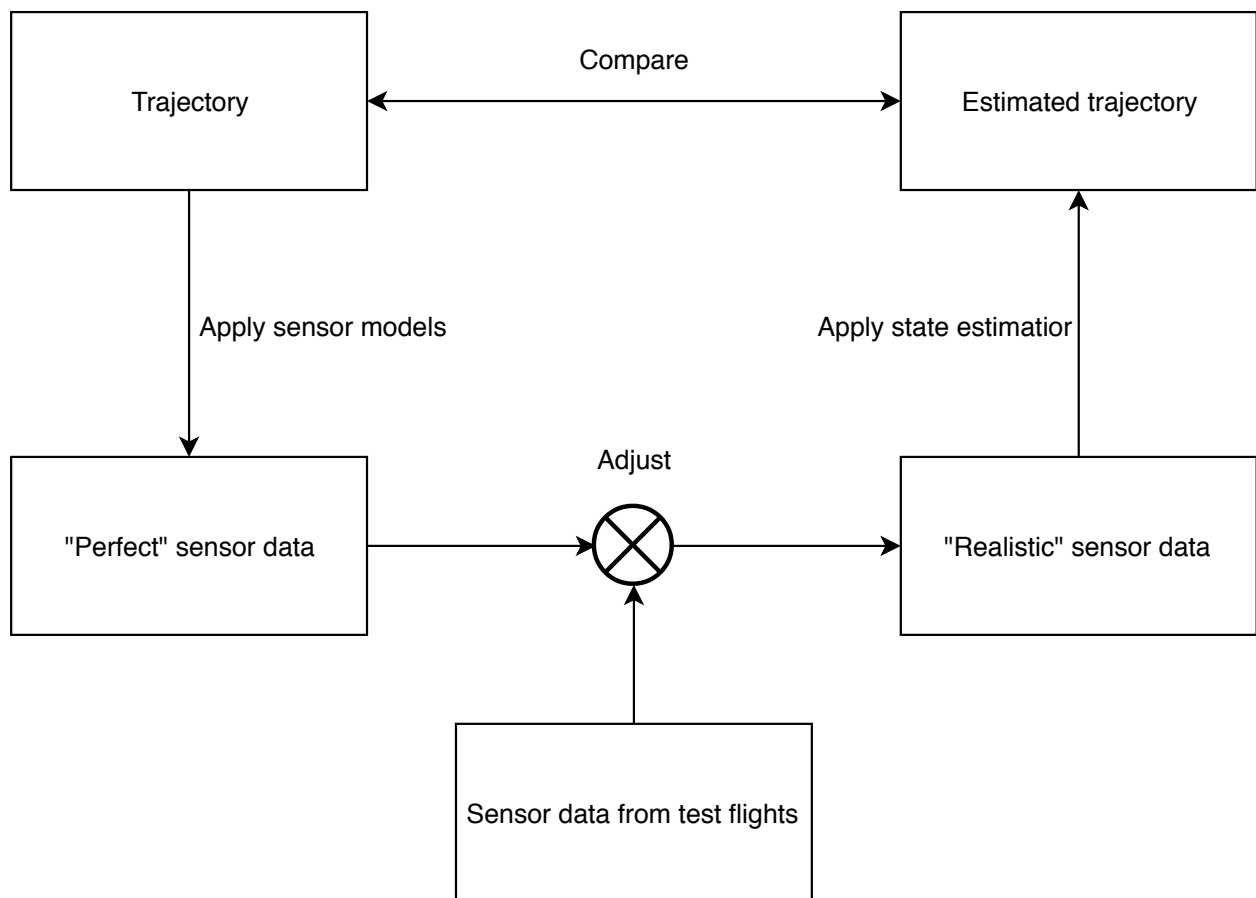 Compare
Trajectory
Estimated trajectory
Apply sensor models
Apply state estimatior
Adjust
"Perfect" sensor data
"Realistic" sensor data
Sensor data from test flights